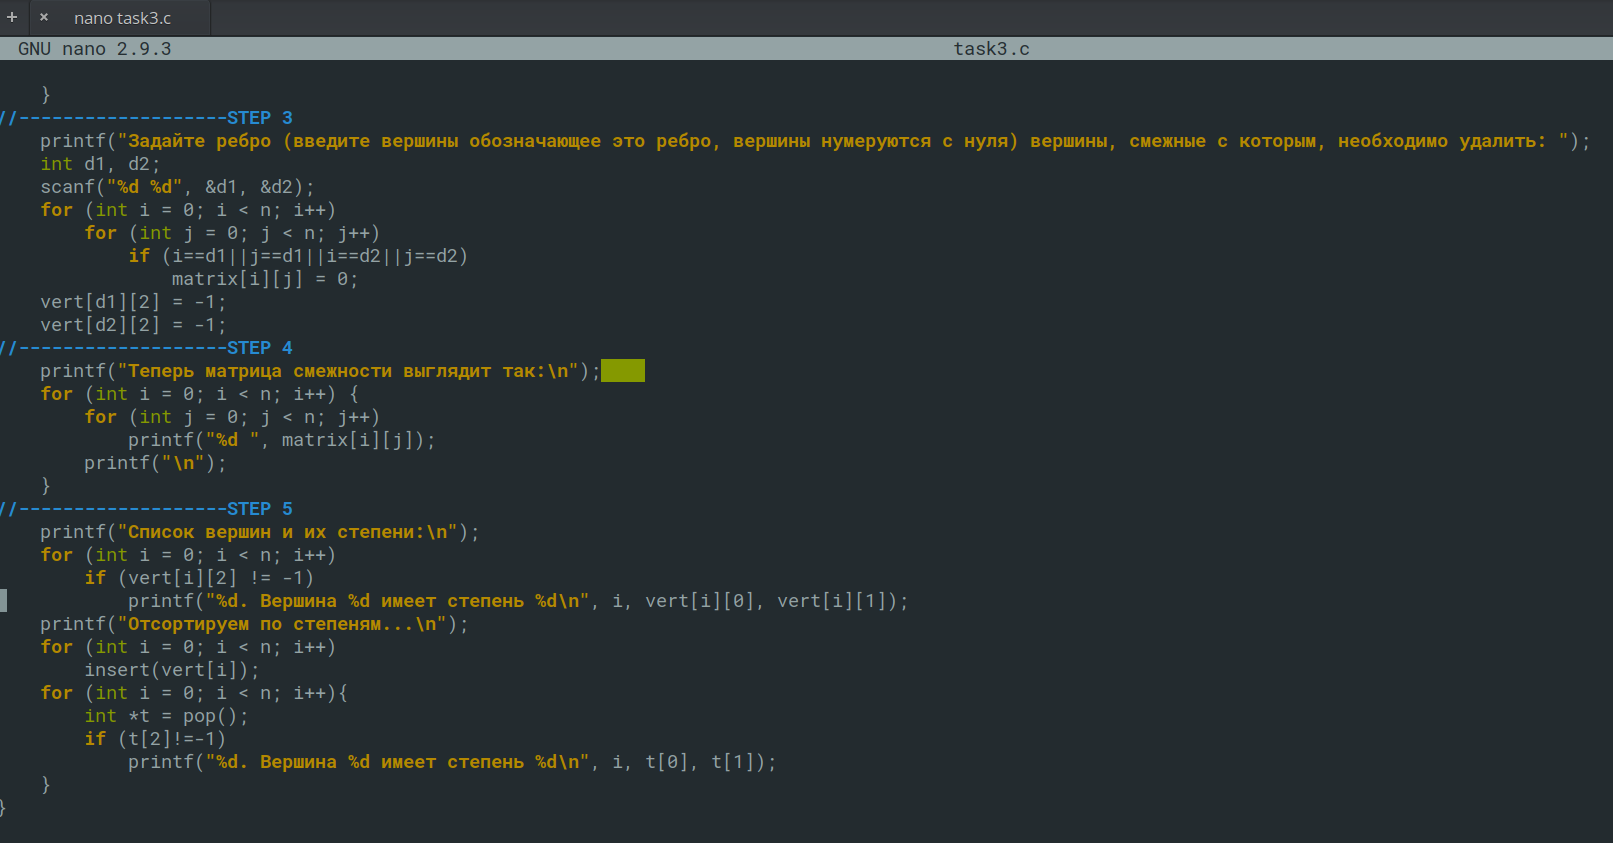 + × nano task3.c
GNU nano 2.9.3 task3.c
    }
//-------------------STEP 3
    printf("Задайте ребро (введите вершины обозначающее это ребро, вершины нумеруются с нуля) вершины, смежные с которым, необходимо удалить: ");
    int d1, d2;
    scanf("%d %d", &d1, &d2);
    for (int i = 0; i < n; i++)
        for (int j = 0; j < n; j++)
            if (i==d1||j==d1||i==d2||j==d2)
                matrix[i][j] = 0;
    vert[d1][2] = -1;
    vert[d2][2] = -1;
//-------------------STEP 4
    printf("Теперь матрица смежности выглядит так:\n");
    for (int i = 0; i < n; i++) {
        for (int j = 0; j < n; j++)
            printf("%d ", matrix[i][j]);
        printf("\n");
    }
//-------------------STEP 5
    printf("Список вершин и их степени:\n");
    for (int i = 0; i < n; i++)
        if (vert[i][2] != -1)
            printf("%d. Вершина %d имеет степень %d\n", i, vert[i][0], vert[i][1]);
    printf("Отсортируем по степеням...\n");
    for (int i = 0; i < n; i++)
        insert(vert[i]);
    for (int i = 0; i < n; i++){
        int *t = pop();
        if (t[2]!=-1)
            printf("%d. Вершина %d имеет степень %d\n", i, t[0], t[1]);
    }
}